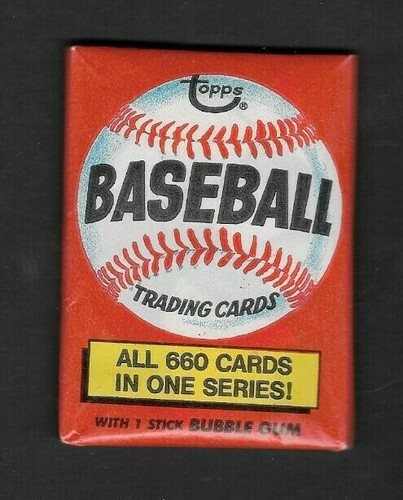 topps®
BASEBALL
TRADING CARDS
ALL 660 CARDS
IN ONE SERIES!
WITH 1 STICK BUBBLE GUM